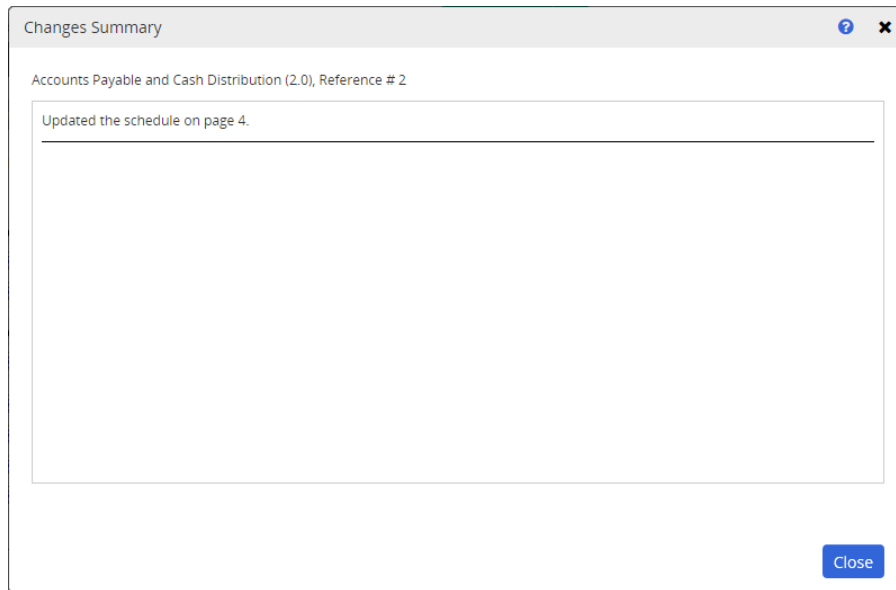 Changes Summary
Accounts Payable and Cash Distribution (2.0), Reference # 2
Updated the schedule on page 4.
Close